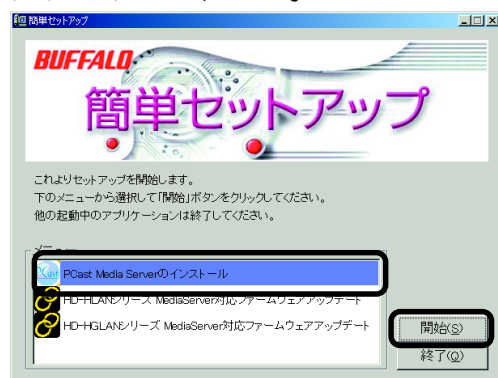 簡単セットアップ
BUFFALO
簡単セットアップ
これよりセットアップを開始します。
下のメニューから選択して「開始」ボタンをクリックしてください。
他の起動中のアプリケーションは終了してください。
メニュー
PCast Media Serverのインストール
HD-HLANシリーズ MediaServer対応ファームウェアアップデート
HD-HGLANシリーズ MediaServer対応ファームウェアアップデート
開始(S)
終了(Q)